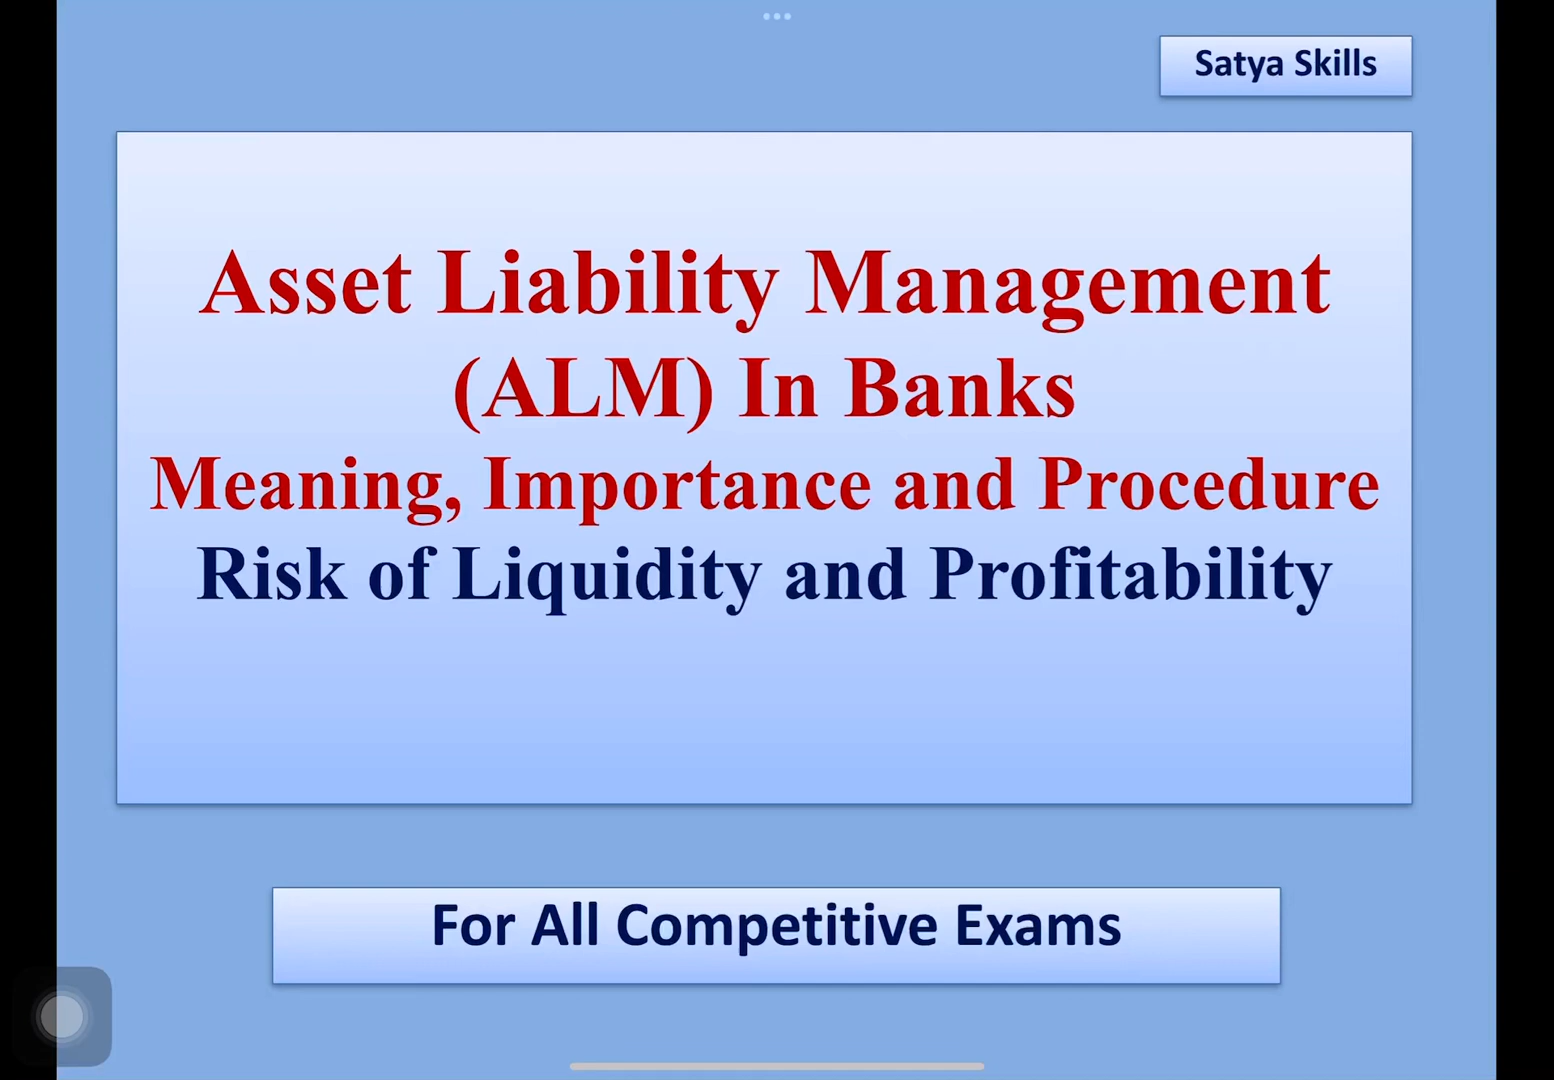 Satya Skills
Asset Liability Management
(ALM) In Banks
Meaning, Importance and Procedure
Risk of Liquidity and Profitability
For All Competitive Exams